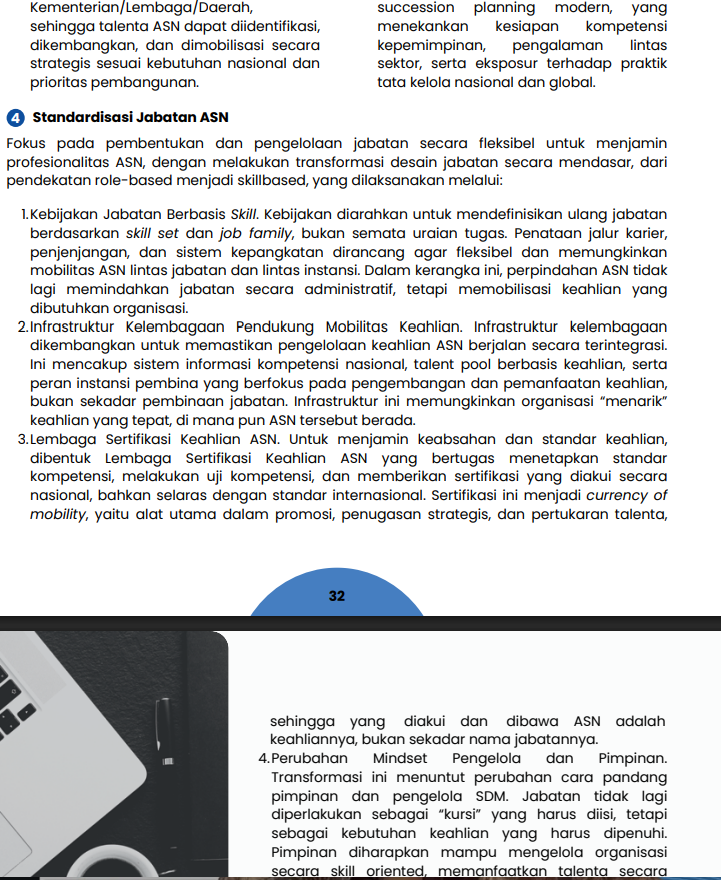 Kementerian/Lembaga/Daerah,
sehingga talenta ASN dapat diidentifikasi,
dikembangkan, dan dimobilisasi secara
strategis sesuai kebutuhan nasional dan
prioritas pembangunan.
succession planning modern, yang
menekankan kesiapan kompetensi
kepemimpinan, pengalaman lintas
sektor, serta eksposur terhadap praktik
tata kelola nasional dan global.
4 Standardisasi Jabatan ASN
Fokus pada pembentukan dan pengelolaan jabatan secara fleksibel untuk menjamin
profesionalitas ASN, dengan melakukan transformasi desain jabatan secara mendasar, dari
pendekatan role-based menjadi skillbased, yang dilaksanakan melalui:
1.Kebijakan Jabatan Berbasis Skill. Kebijakan diarahkan untuk mendefinisikan ulang jabatan
berdasarkan skill set dan job family, bukan semata uraian tugas. Penataan jalur karier,
penjenjangan, dan sistem kepangkatan dirancang agar fleksibel dan memungkinkan
mobilitas ASN lintas jabatan dan lintas instansi. Dalam kerangka ini, perpindahan ASN tidak
lagi memindahkan jabatan secara administratif, tetapi memobilisasi keahlian yang
dibutuhkan organisasi.
2.Infrastruktur Kelembagaan Pendukung Mobilitas Keahlian. Infrastruktur kelembagaan
dikembangkan untuk memastikan pengelolaan keahlian ASN berjalan secara terintegrasi.
Ini mencakup sistem informasi kompetensi nasional, talent pool berbasis keahlian, serta
peran instansi pembina yang berfokus pada pengembangan dan pemanfaatan keahlian,
bukan sekadar pembinaan jabatan. Infrastruktur ini memungkinkan organisasi “menarik”
keahlian yang tepat, di mana pun ASN tersebut berada.
3.Lembaga Sertifikasi Keahlian ASN. Untuk menjamin keabsahan dan standar keahlian,
dibentuk Lembaga Sertifikasi Keahlian ASN yang bertugas menetapkan standar
kompetensi, melakukan uji kompetensi, dan memberikan sertifikasi yang diakui secara
nasional, bahkan selaras dengan standar internasional. Sertifikasi ini menjadi currency of
mobility, yaitu alat utama dalam promosi, penugasan strategis, dan pertukaran talenta,
32
sehingga yang diakui dan dibawa ASN adalah
keahliannya, bukan sekadar nama jabatannya.
4.Perubahan Mindset Pengelola dan Pimpinan.
Transformasi ini menuntut perubahan cara pandang
pimpinan dan pengelola SDM. Jabatan tidak lagi
diperlakukan sebagai “kursi” yang harus diisi, tetapi
sebagai kebutuhan keahlian yang harus dipenuhi.
Pimpinan diharapkan mampu mengelola organisasi
secara skill oriented, memanfaatkan talenta secara